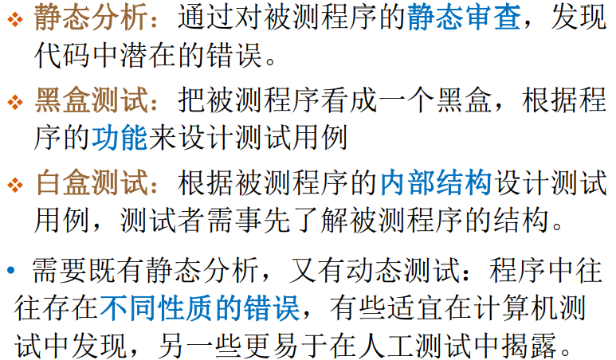 ❖ 静态分析：通过对被测程序的静态审查，发现
代码中潜在的错误。
❖ 黑盒测试：把被测程序看成一个黑盒，根据程
序的功能来设计测试用例
❖ 白盒测试：根据被测程序的内部结构设计测试
用例，测试者需事先了解被测程序的结构。
• 需要既有静态分析，又有动态测试：程序中往
往存在不同性质的错误，有些适宜在计算机测
试中发现，另一些更易于在人工测试中揭露。